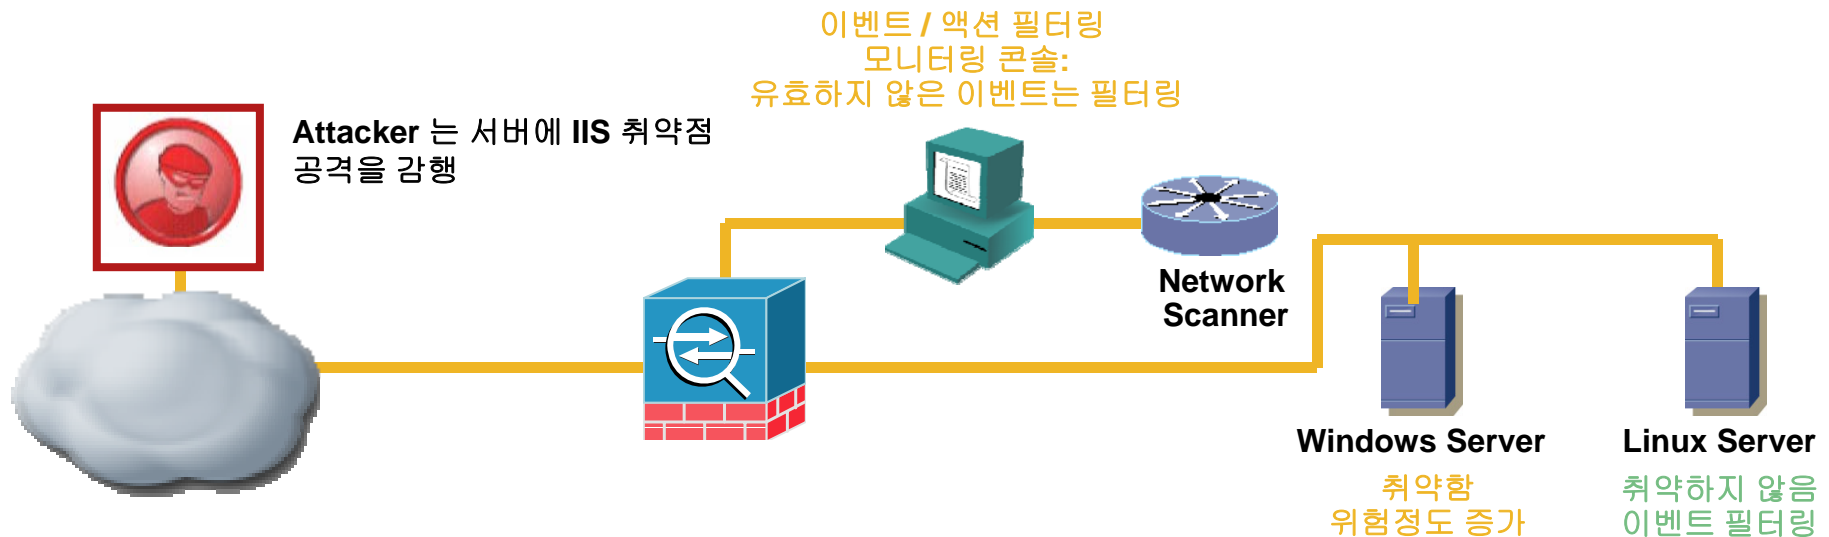 이벤트 / 액션 필터링
모니터링 콘솔:
유효하지 않은 이벤트는 필터링
Attacker 는 서버에 IIS 취약점
공격을 감행
Network
Scanner
Windows Server
취약함
위험정도 증가
Linux Server
취약하지 않음
이벤트 필터링